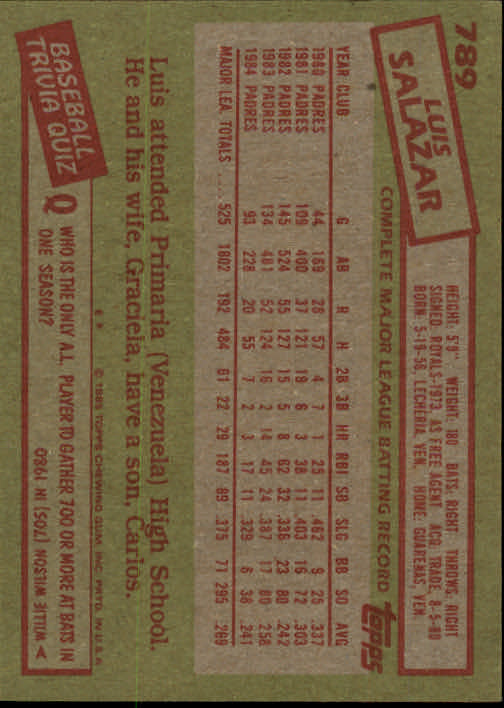 789
LUIS
SALAZAR
HEIGHT: 5'9" WEIGHT: 180 BATS: RIGHT THROWS: RIGHT
SIGNED: ROYALS-1973, AS FREE AGENT ACQ: TRADE, 8-5-80
BORN: 5-19-56, LECHERIA, VEN. HOME: GUARENAS, VEN.
COMPLETE MAJOR LEAGUE BATTING RECORD
topps
YEAR CLUB G AB R H 2B 3B HR RBI SB SLG BB SO AVG
1980 PADRES 44 169 28 57 4 7 1 25 11 .462 9 25 .337
1981 PADRES 109 400 37 121 19 6 3 38 11 .403 16 72 .303
1982 PADRES 145 524 55 127 15 5 8 62 32 .336 23 80 .242
1983 PADRES 134 481 52 124 16 2 14 45 24 .387 17 80 .258
1984 PADRES 93 228 20 55 7 2 3 17 11 .329 6 38 .241
MAJOR LEA. TOTALS .... 525 1802 192 484 61 22 29 187 89 .375 71 295 .269
Luis attended Primaria (Venezuela) High School.
He and his wife, Graciela, have a son, Carlos.
© 1985 TOPPS CHEWING GUM, INC. PRTD. IN U.S.A.
BASEBALL
TRIVIA QUIZ
Q WHO IS THE ONLY A.L. PLAYER TO GATHER 700 OR MORE AT BATS IN
ONE SEASON?
WILLIE WILSON (705) IN 1980 A